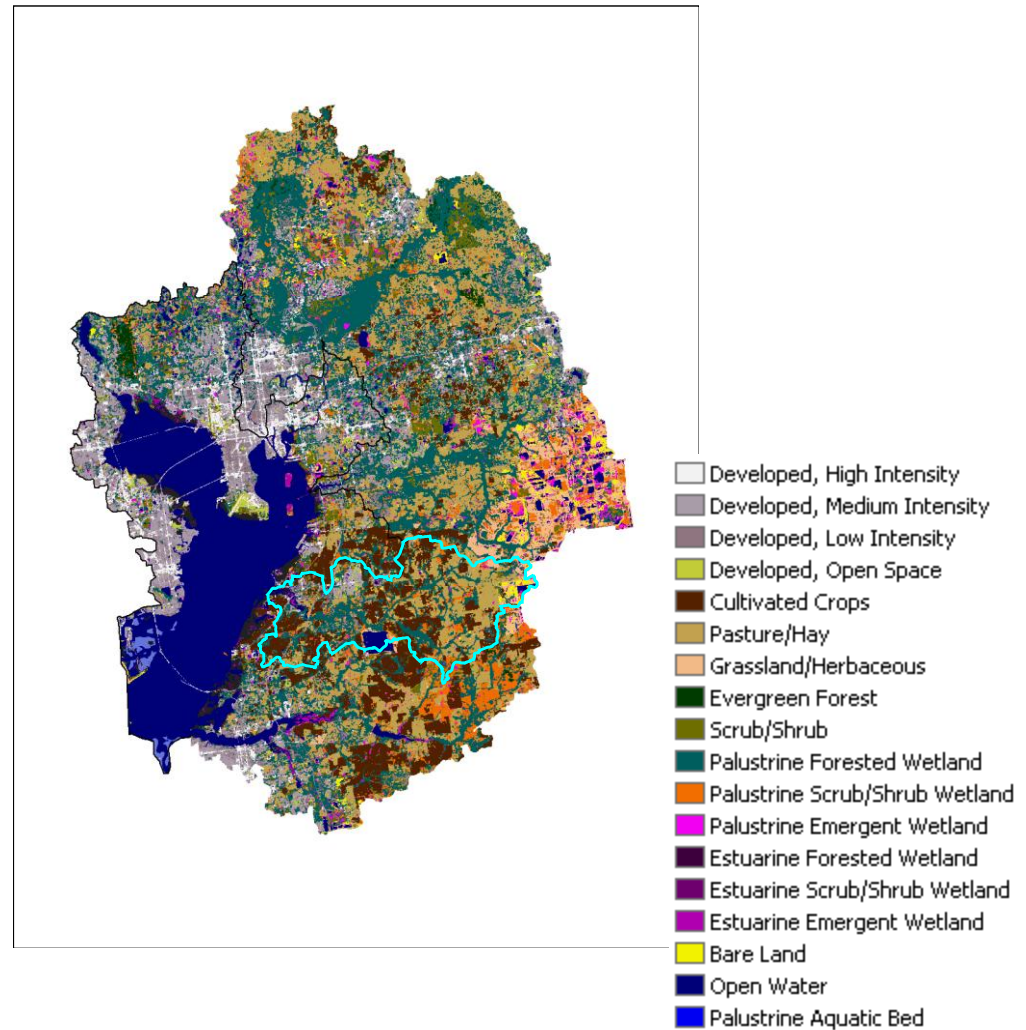 Developed, High Intensity
Developed, Medium Intensity
Developed, Low Intensity
Developed, Open Space
Cultivated Crops
Pasture/Hay
Grassland/Herbaceous
Evergreen Forest
Scrub/Shrub
Palustrine Forested Wetland
Palustrine Scrub/Shrub Wetland
Palustrine Emergent Wetland
Estuarine Forested Wetland
Estuarine Scrub/Shrub Wetland
Estuarine Emergent Wetland
Bare Land
Open Water
Palustrine Aquatic Bed